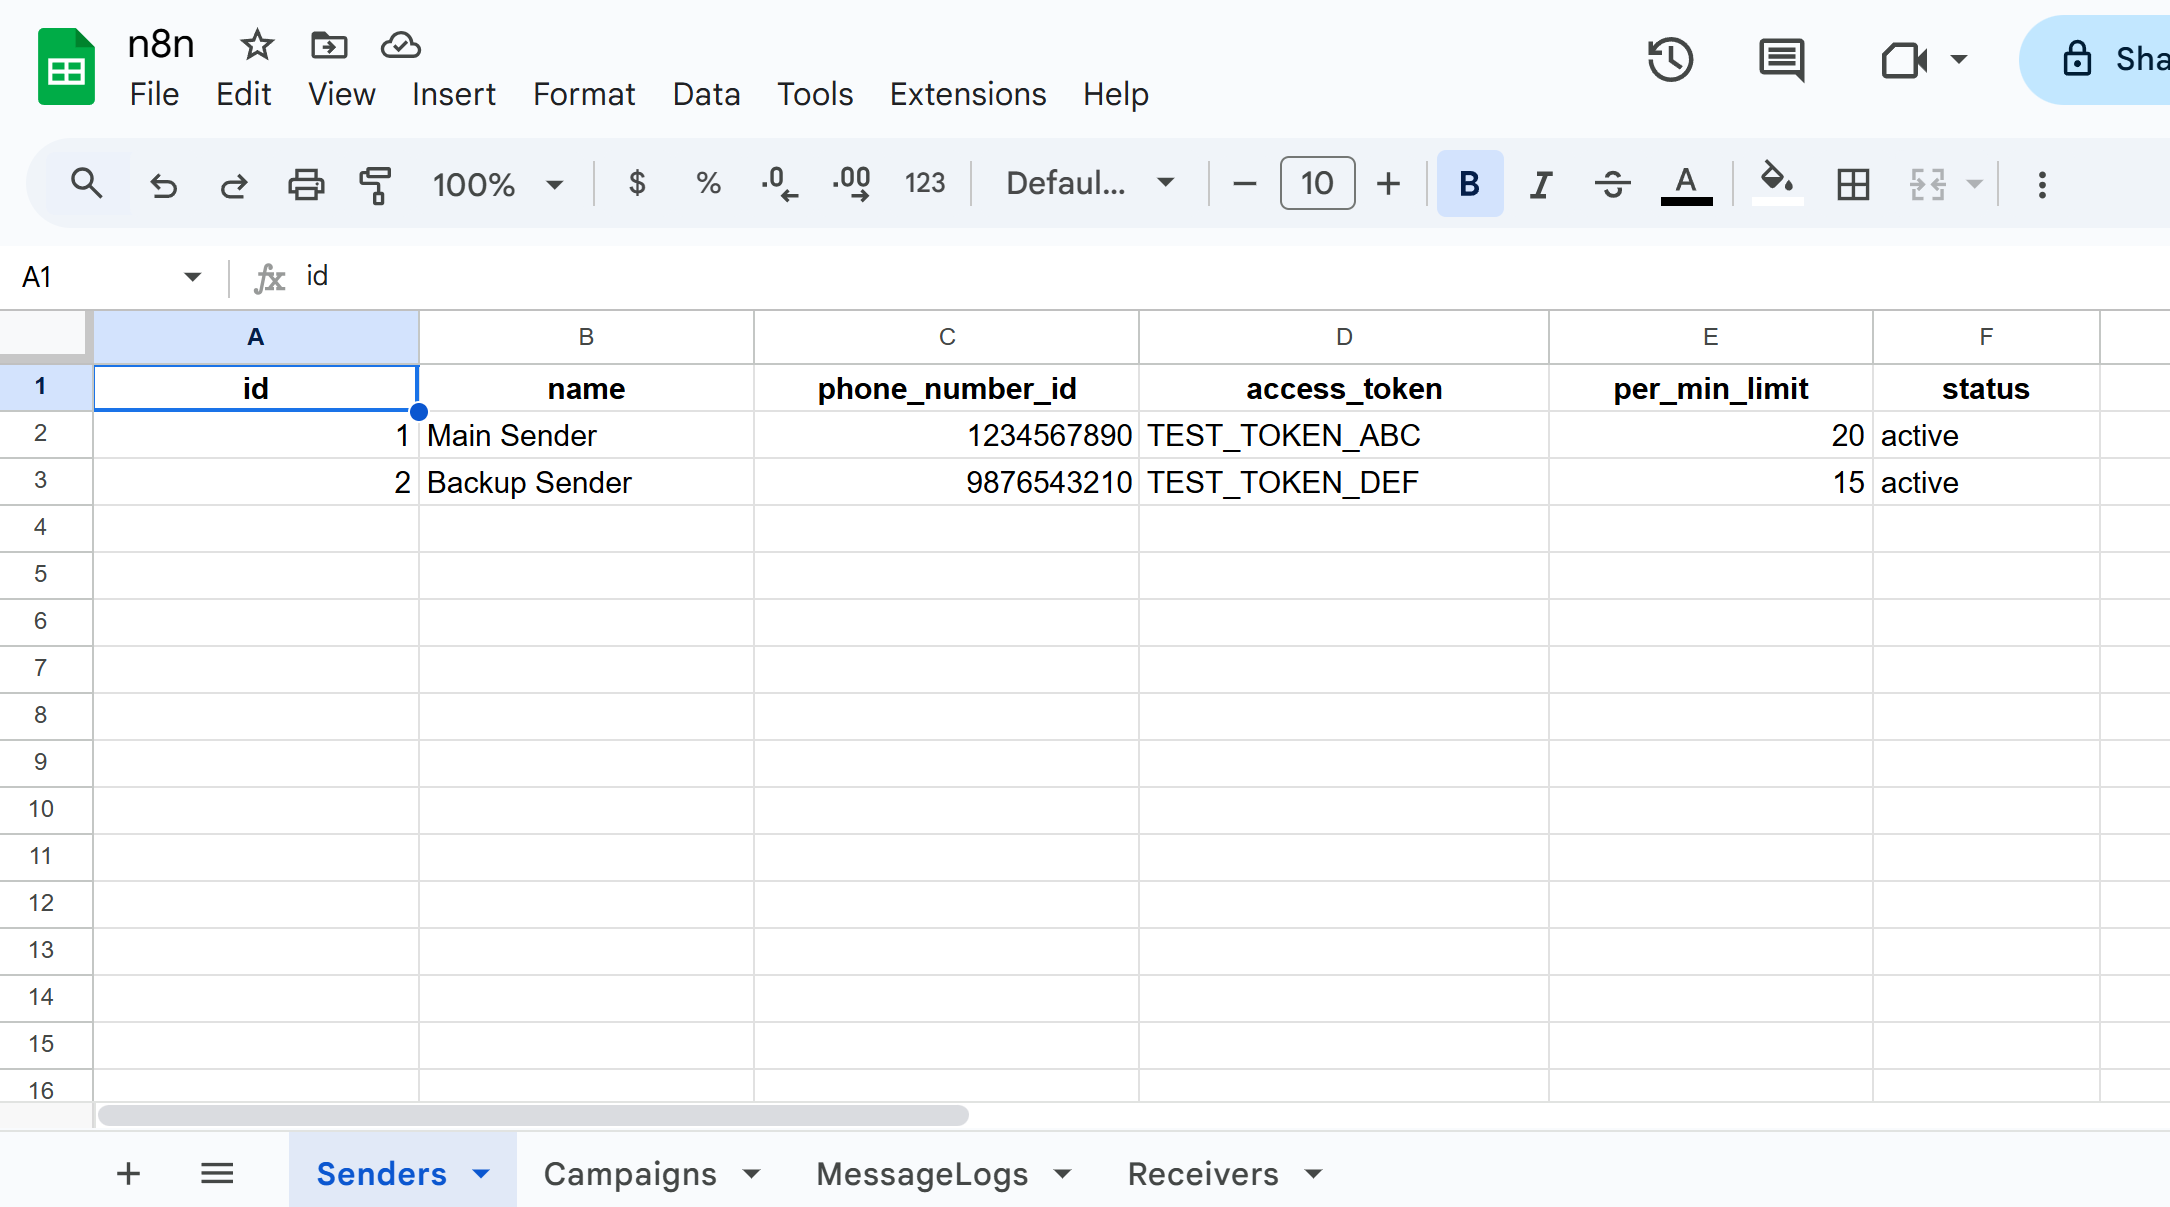 n8n
File Edit View Insert Format Data Tools Extensions Help
Sha
100% $ % .0 .00 123 Defaul... 10 B I A
A1 fx id
A B C D E F
1 id name phone_number_id access_token per_min_limit status
2 1 Main Sender 1234567890 TEST_TOKEN_ABC 20 active
3 2 Backup Sender 9876543210 TEST_TOKEN_DEF 15 active
4
5
6
7
8
9
10
11
12
13
14
15
16
Senders Campaigns MessageLogs Receivers